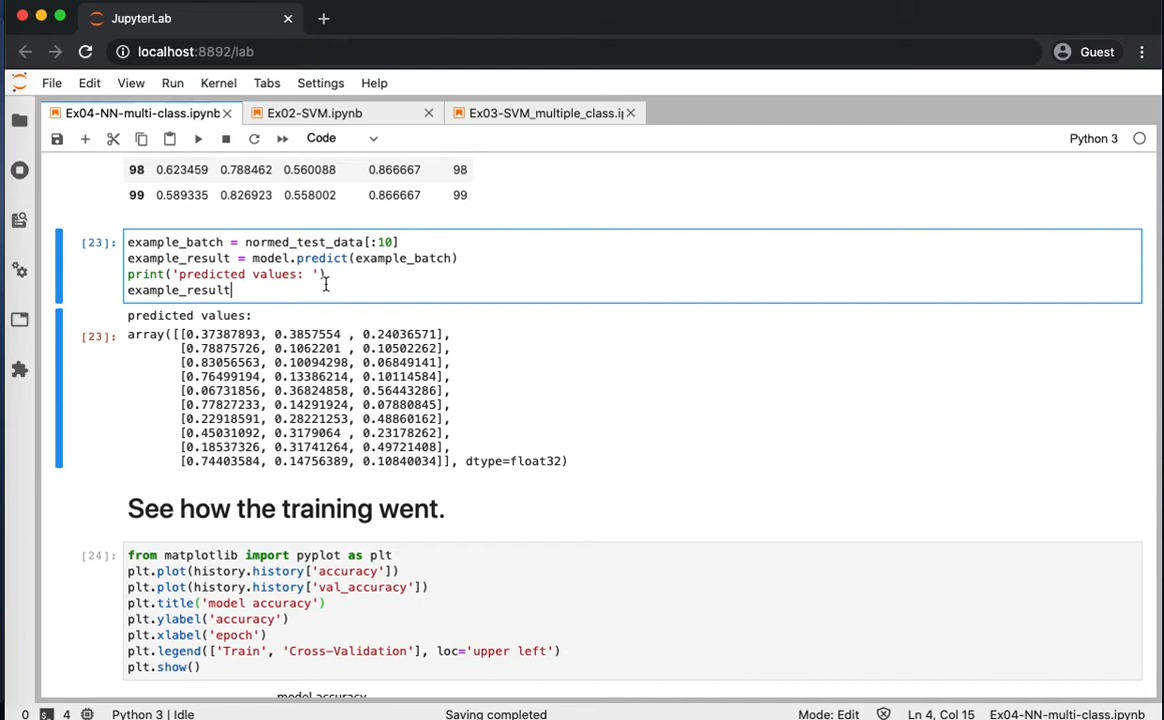 JupyterLab
localhost:8892/lab
Guest
File Edit View Run Kernel Tabs Settings Help
Ex04-NN-multi-class.ipynb Ex02-SVM.ipynb Ex03-SVM_multiple_class.i
Code Python 3
98 0.623459 0.788462 0.560088 0.866667 98
99 0.589335 0.826923 0.558002 0.866667 99
[23]: example_batch = normed_test_data[:10]
example_result = model.predict(example_batch)
print('predicted values: ')
example_result
predicted values:
[23]: array([[0.37387893, 0.3857554 , 0.24036571],
[0.78875726, 0.1062201 , 0.10502262],
[0.83056563, 0.10094298, 0.06849141],
[0.76499194, 0.13386214, 0.10114584],
[0.06731856, 0.36824858, 0.56443286],
[0.77827233, 0.14291924, 0.07880845],
[0.22918591, 0.28221253, 0.48860162],
[0.45031092, 0.3179064 , 0.23178262],
[0.18537326, 0.31741264, 0.49721408],
[0.74403584, 0.14756389, 0.10840034]], dtype=float32)
See how the training went.
[24]: from matplotlib import pyplot as plt
plt.plot(history.history['accuracy'])
plt.plot(history.history['val_accuracy'])
plt.title('model accuracy')
plt.ylabel('accuracy')
plt.xlabel('epoch')
plt.legend(['Train', 'Cross-Validation'], loc='upper left')
plt.show()
model accuracy
0 4 Python 3 | Idle Saving completed Mode: Edit Ln 4, Col 15 Ex04-NN-multi-class.ipynb